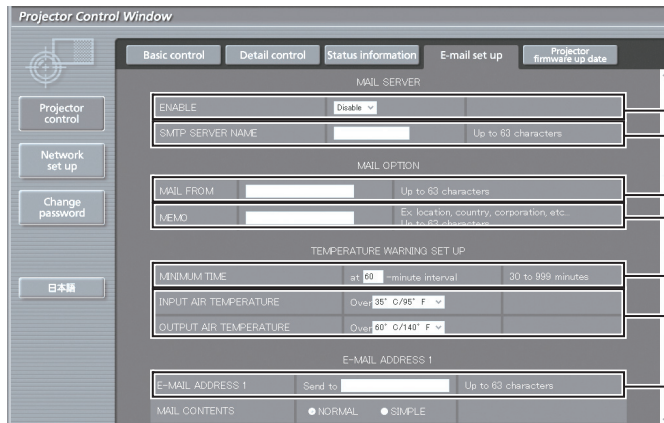 Projector Control Window
Basic control Detail control Status information E-mail set up Projector firmware up date
Projector control
Network set up
Change password
日本語
MAIL SERVER
ENABLE Disable
SMTP SERVER NAME Up to 63 characters
MAIL OPTION
MAIL FROM Up to 63 characters
MEMO Ex. location, country, corporation, etc..
Up to 63 characters
TEMPERATURE WARNING SET UP
MINIMUM TIME at 60 -minute interval 30 to 999 minutes
INPUT AIR TEMPERATURE Over 35° C/95° F
OUTPUT AIR TEMPERATURE Over 60° C/140° F
E-MAIL ADDRESS 1
E-MAIL ADDRESS 1 Send to Up to 63 characters
MAIL CONTENTS NORMAL SIMPLE